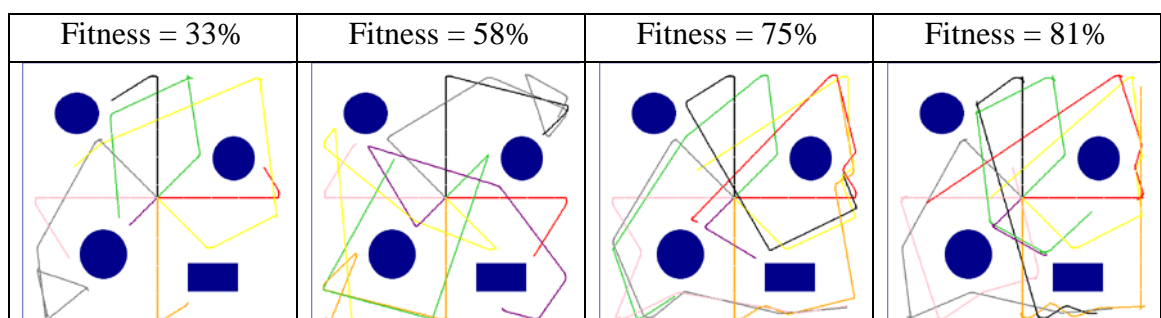 Fitness = 33% Fitness = 58% Fitness = 75% Fitness = 81%